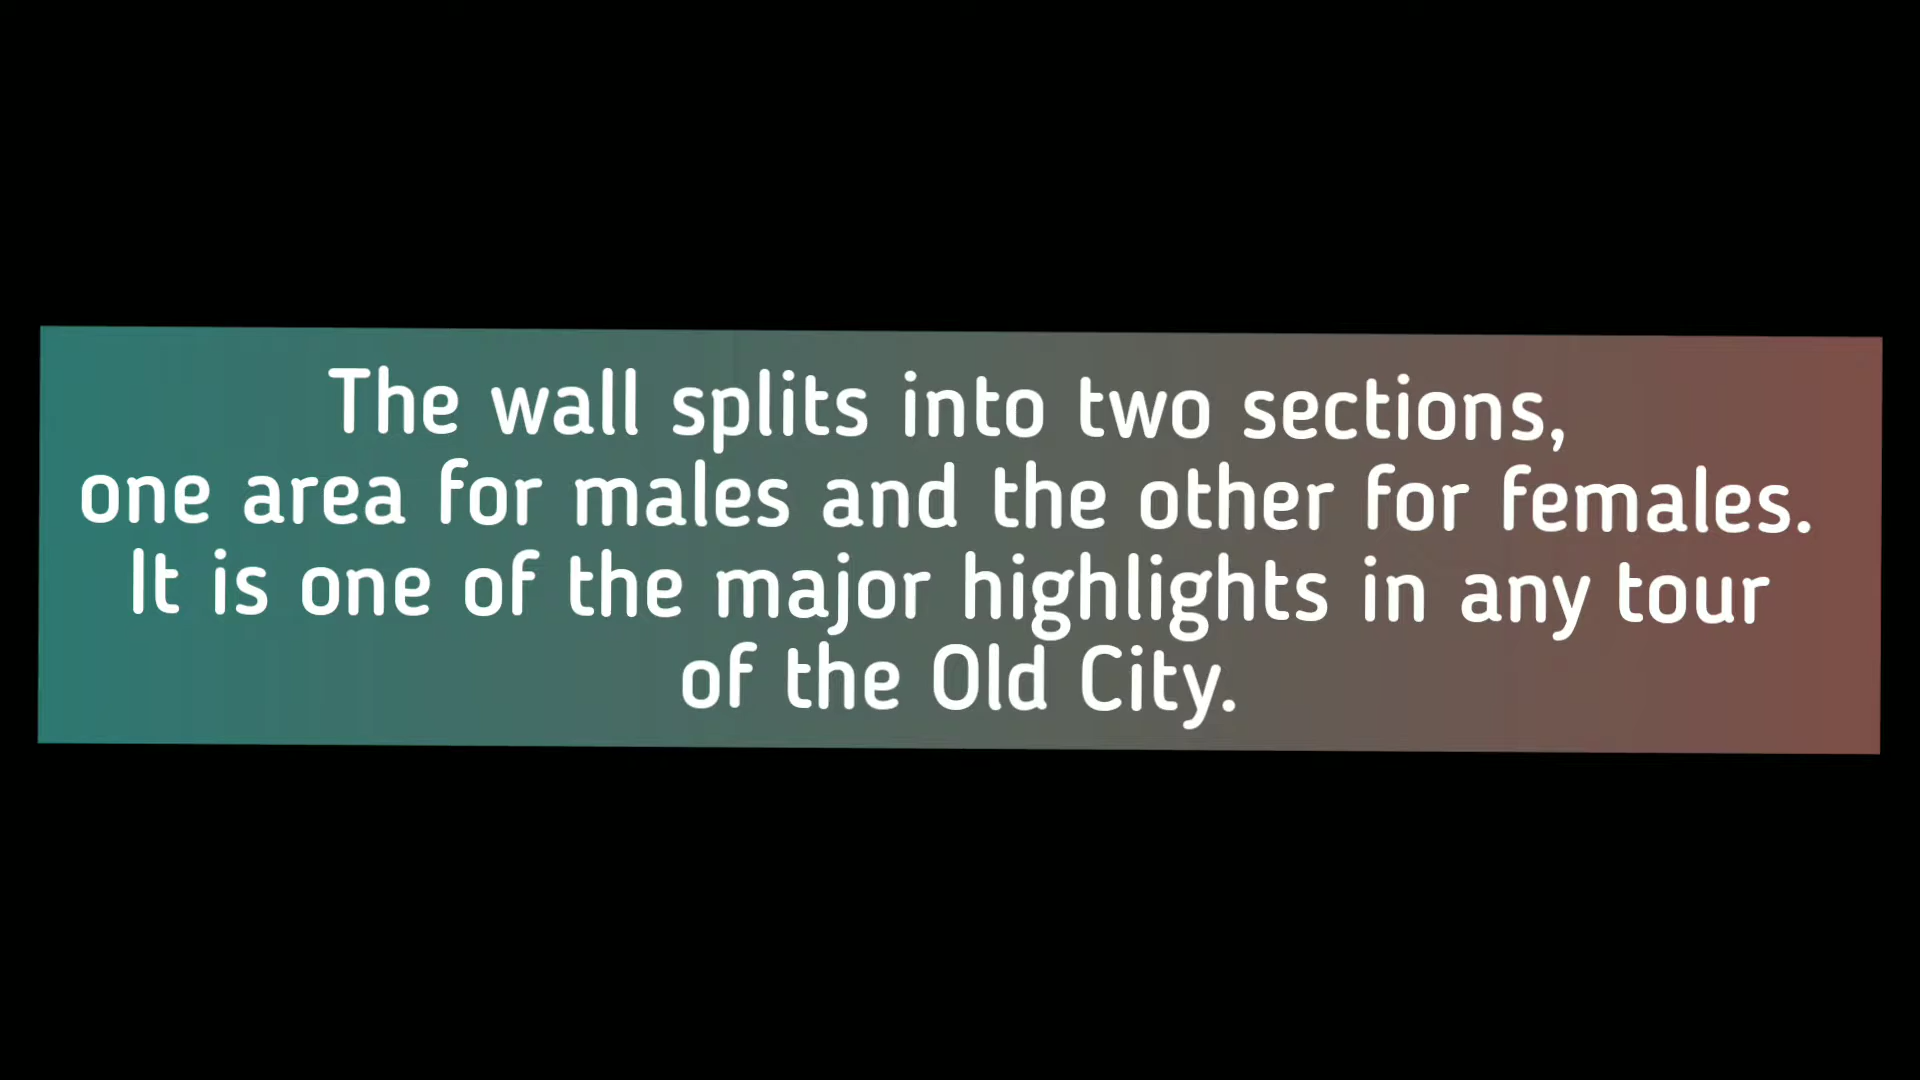 The wall splits into two sections,
one area for males and the other for females.
It is one of the major highlights in any tour
of the Old City.